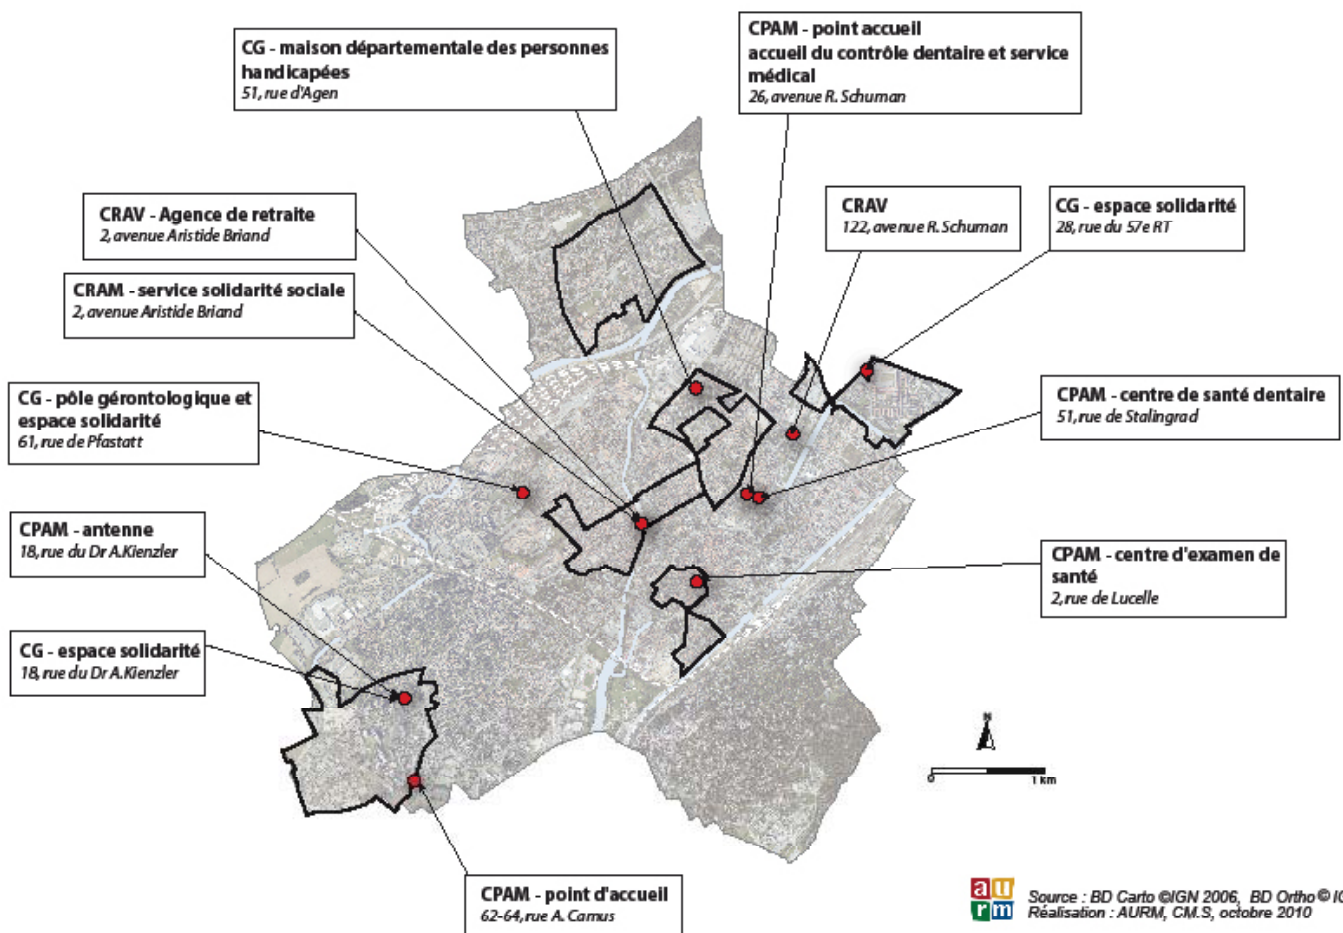 CG - maison départementale des personnes
handicapées
51, rue d'Agen
CPAM - point accueil
accueil du contrôle dentaire et service
médical
26, avenue R. Schuman
CRAV - Agence de retraite
2, avenue Aristide Briand
CRAV
122, avenue R. Schuman
CG - espace solidarité
28, rue du 57e RT
CRAM - service solidarité sociale
2, avenue Aristide Briand
CG - pôle gérontologique et
espace solidarité
61, rue de Pfastatt
CPAM - centre de santé dentaire
51, rue de Stalingrad
CPAM - antenne
18, rue du Dr A. Kienzler
CPAM - centre d'examen de
santé
2, rue de Lucelle
CG - espace solidarité
18, rue du Dr A. Kienzler
N
0 1 km
CPAM - point d'accueil
62-64, rue A. Camus
au
rm
Source : BD Carto ©IGN 2006, BD Ortho © IG
Réalisation : AURM, CM.S, octobre 2010